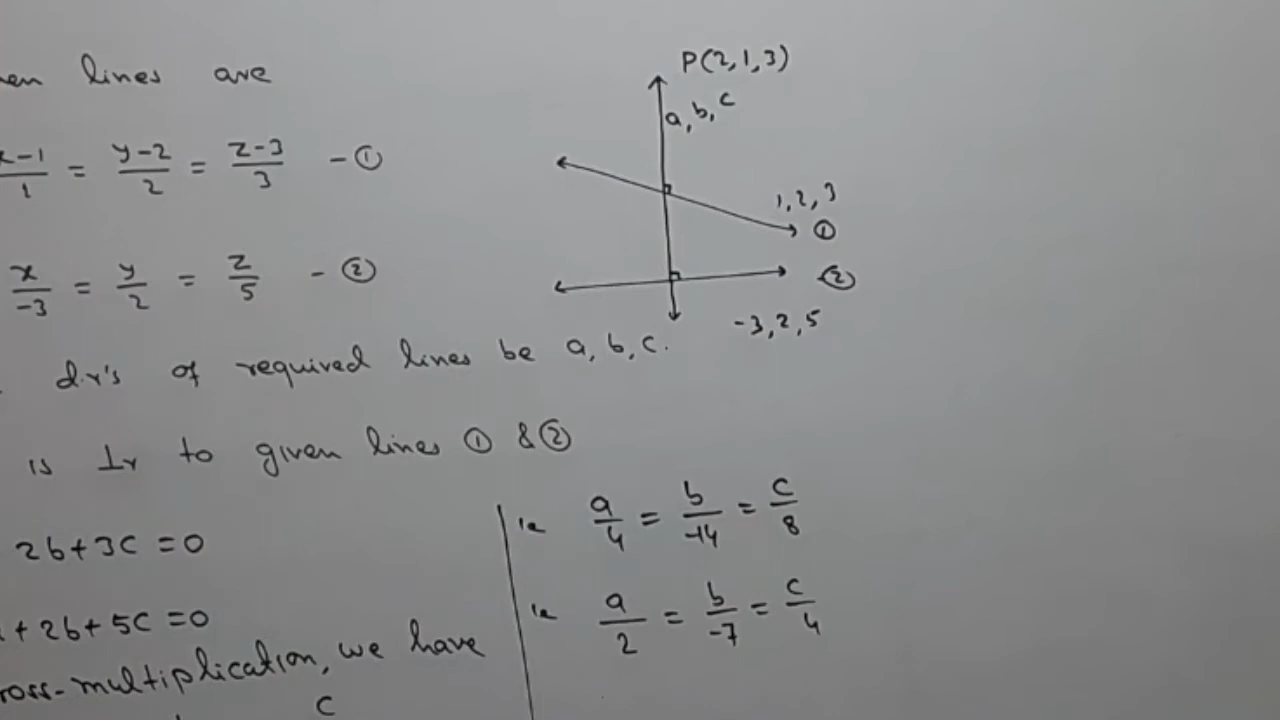 lines are
x-1/1 = y-2/2 = z-3/3 - ①
x/-3 = y/2 = z/5 - ②
d.r's of required lines be a, b, c.
is ⊥r to given lines ① & ②
2b+3c =0
+2b+5c =0
cross-multiplication, we have
c
P(2,1,3)
a, b, c
1, 2, 3
①
②
-3, 2, 5
ie a/4 = b/-14 = c/8
ie a/2 = b/-7 = c/4